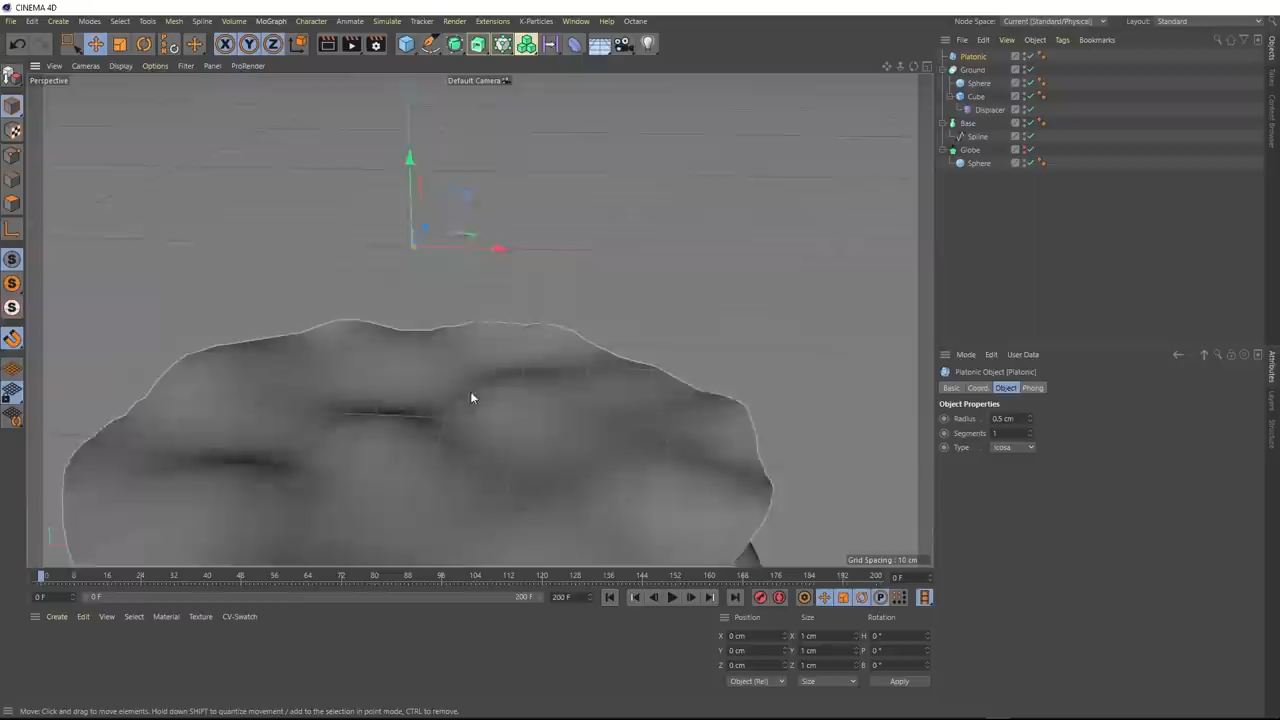 CINEMA 4D
File Edit Create Modes Select Tools Mesh Spline Volume MoGraph Character Animate Simulate Tracker Render Extensions X-Particles Window Help Octane
Node Space: Current (Standard/Physical) Layout: Standard
X Y Z
View Cameras Display Options Filter Panel ProRender
File Edit View Object Tags Bookmarks
Perspective
Default Camera
Platonic
Ground
Sphere
Cube
Displacer
Base
Spline
Globe
Sphere
Objects
Takes
Content Browser
S
S
S
Mode Edit User Data
Platonic Object [Platonic]
Basic Coord. Object Phong
Object Properties
Radius 0.5 cm
Segments 1
Type Icosa
Attributes
Layers
Structure
Grid Spacing : 10 cm
0 8 16 24 32 40 48 56 64 72 80 88 96 104 112 120 128 136 144 152 160 168 176 184 192 200 0 F
0 F 0 F 200 F 200 F
P
Create Edit View Select Material Texture CV-Swatch
Position Size Rotation
X 0 cm X 1 cm H 0 °
Y 0 cm Y 1 cm P 0 °
Z 0 cm Z 1 cm B 0 °
Object (Rel) Size Apply
Move: Click and drag to move elements. Hold down SHIFT to quantize movement / add to the selection in point mode, CTRL to remove.